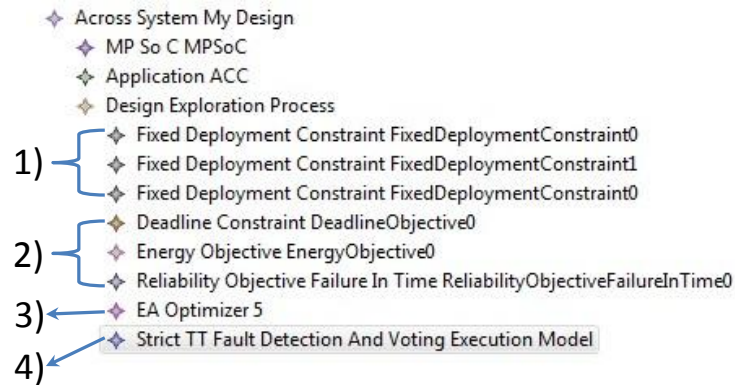 Across System My Design
MP So C MPSoC
Application ACC
Design Exploration Process
1)
Fixed Deployment Constraint FixedDeploymentConstraint0
Fixed Deployment Constraint FixedDeploymentConstraint1
Fixed Deployment Constraint FixedDeploymentConstraint0
2)
Deadline Constraint DeadlineObjective0
Energy Objective EnergyObjective0
Reliability Objective Failure In Time ReliabilityObjectiveFailureInTime0
3) EA Optimizer 5
4) Strict TT Fault Detection And Voting Execution Model